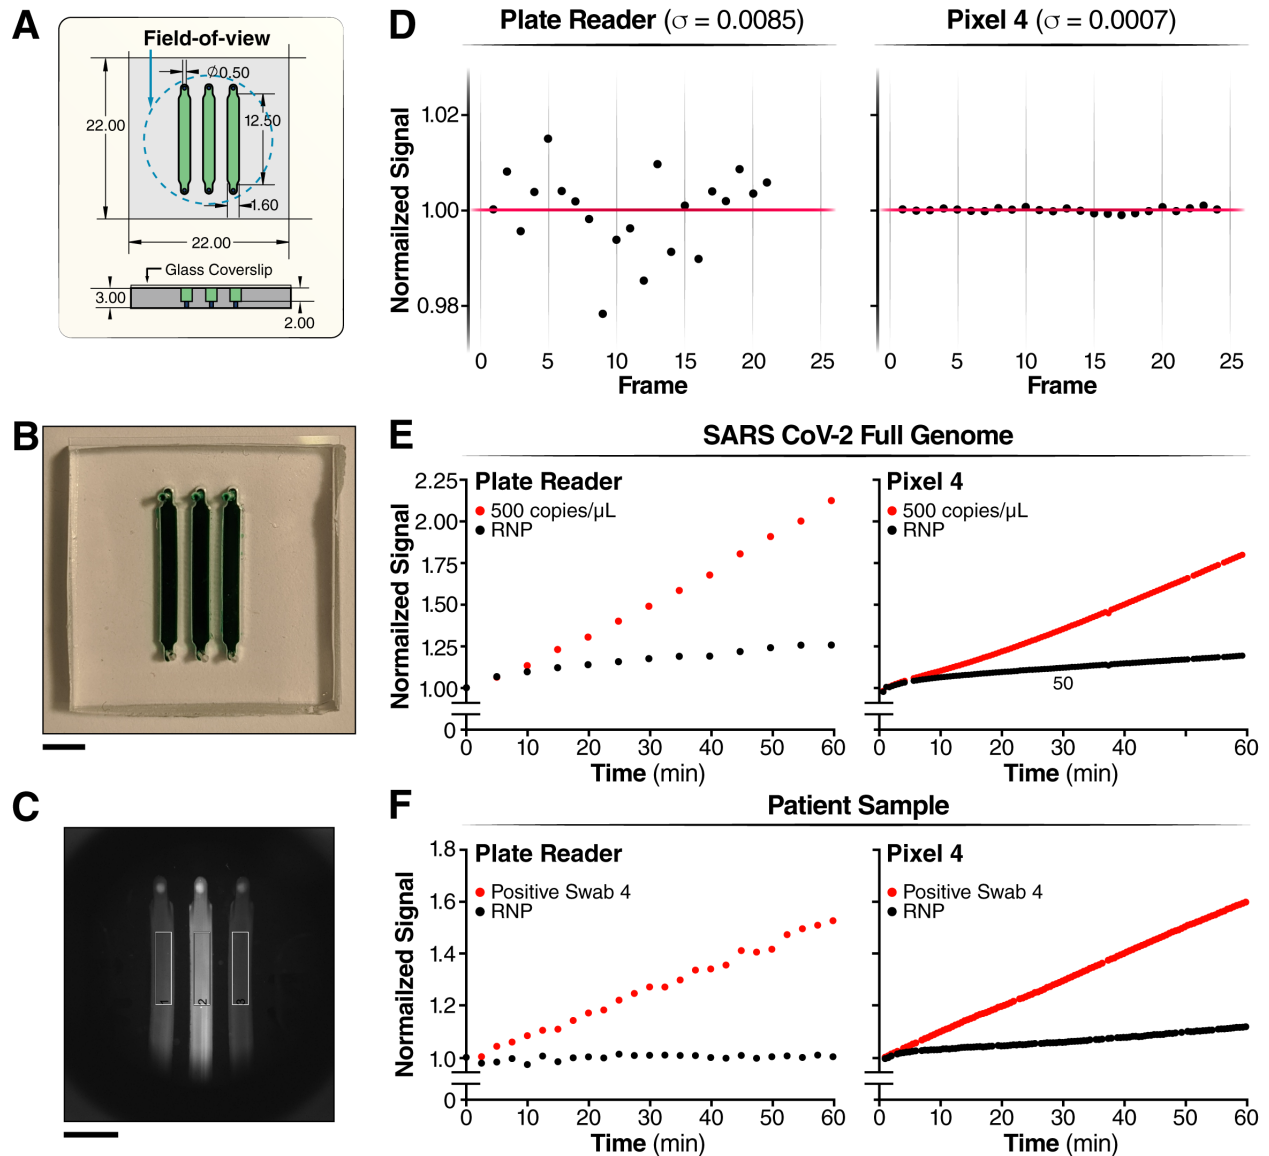 A
Field-of-view
Ø0.50
22.00
12.50
1.60
22.00
Glass Coverslip
3.00
2.00
B
C
1
2
3
D
Plate Reader (σ = 0.0085)
Pixel 4 (σ = 0.0007)
Normailzed Signal
1.02
1.00
0.98
0 5 10 15 20 25
Frame
0 5 10 15 20 25
Frame
E
SARS CoV-2 Full Genome
Normailzed Signal
2.25
2.00
1.75
1.50
1.25
1.00
0
Plate Reader
500 copies/µL
RNP
0 10 20 30 40 50 60
Time (min)
Pixel 4
500 copies/µL
RNP
50
0 10 20 30 40 60
Time (min)
F
Patient Sample
Normailzed Signal
1.8
1.6
1.4
1.2
1.0
0
Plate Reader
Positive Swab 4
RNP
0 10 20 30 40 50 60
Time (min)
Pixel 4
Positive Swab 4
RNP
0 10 20 30 40 50 60
Time (min)